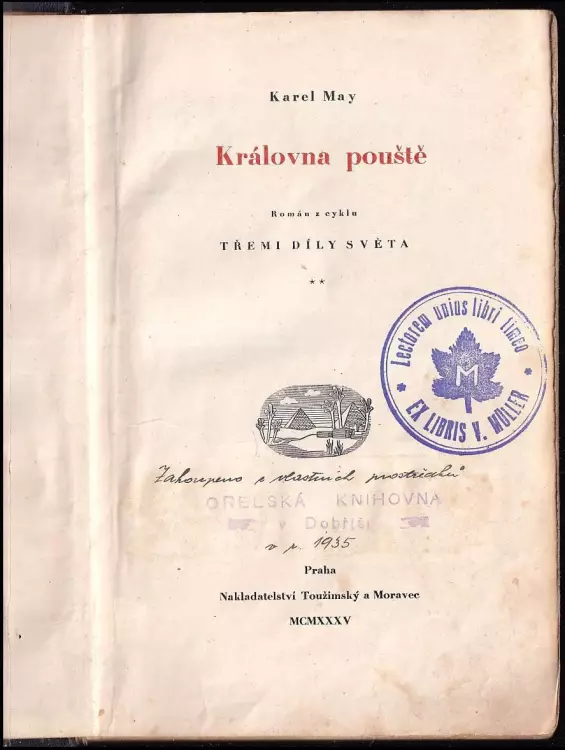 Karel May
Královna pouště
Román z cyklu
TŘEMI DÍLY SVĚTA
**
Lectorem unius libri timeo
M
* EX LIBRIS V. MÜLLER *
Zakoupeno z vlastních prostředků
ORELSKÁ KNIHOVNA
v Dobříši
v r. 1935
Praha
Nakladatelství Toužimský a Moravec
MCMXXXV